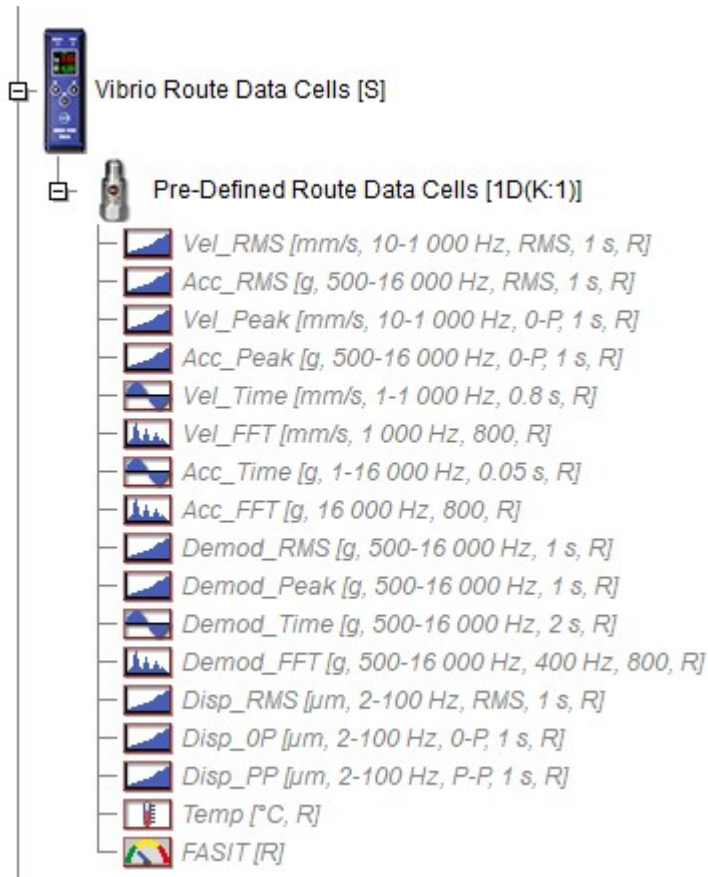 Vibrio Route Data Cells [S]
Pre-Defined Route Data Cells [1D(K:1)]
Vel_RMS [mm/s, 10-1 000 Hz, RMS, 1 s, R]
Acc_RMS [g, 500-16 000 Hz, RMS, 1 s, R]
Vel_Peak [mm/s, 10-1 000 Hz, 0-P, 1 s, R]
Acc_Peak [g, 500-16 000 Hz, 0-P, 1 s, R]
Vel_Time [mm/s, 1-1 000 Hz, 0.8 s, R]
Vel_FFT [mm/s, 1 000 Hz, 800, R]
Acc_Time [g, 1-16 000 Hz, 0.05 s, R]
Acc_FFT [g, 16 000 Hz, 800, R]
Demod_RMS [g, 500-16 000 Hz, 1 s, R]
Demod_Peak [g, 500-16 000 Hz, 1 s, R]
Demod_Time [g, 500-16 000 Hz, 2 s, R]
Demod_FFT [g, 500-16 000 Hz, 400 Hz, 800, R]
Disp_RMS [µm, 2-100 Hz, RMS, 1 s, R]
Disp_0P [µm, 2-100 Hz, 0-P, 1 s, R]
Disp_PP [µm, 2-100 Hz, P-P, 1 s, R]
Temp [°C, R]
FASIT [R]